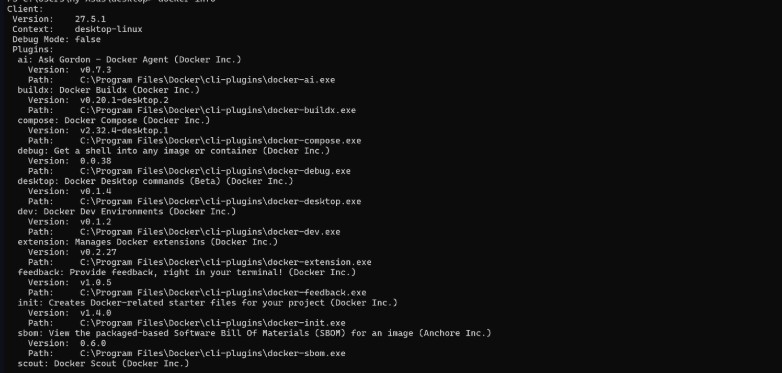 Client:
Version:    27.5.1
Context:    desktop-linux
Debug Mode: false
Plugins:
ai: Ask Gordon - Docker Agent (Docker Inc.)
Version:  v0.7.3
Path:     C:\Program Files\Docker\cli-plugins\docker-ai.exe
buildx: Docker Buildx (Docker Inc.)
Version:  v0.20.1-desktop.2
Path:     C:\Program Files\Docker\cli-plugins\docker-buildx.exe
compose: Docker Compose (Docker Inc.)
Version:  v2.32.4-desktop.1
Path:     C:\Program Files\Docker\cli-plugins\docker-compose.exe
debug: Get a shell into any image or container (Docker Inc.)
Version:  0.0.38
Path:     C:\Program Files\Docker\cli-plugins\docker-debug.exe
desktop: Docker Desktop commands (Beta) (Docker Inc.)
Version:  v0.1.4
Path:     C:\Program Files\Docker\cli-plugins\docker-desktop.exe
dev: Docker Dev Environments (Docker Inc.)
Version:  v0.1.2
Path:     C:\Program Files\Docker\cli-plugins\docker-dev.exe
extension: Manages Docker extensions (Docker Inc.)
Version:  v0.2.27
Path:     C:\Program Files\Docker\cli-plugins\docker-extension.exe
feedback: Provide feedback, right in your terminal! (Docker Inc.)
Version:  v1.0.5
Path:     C:\Program Files\Docker\cli-plugins\docker-feedback.exe
init: Creates Docker-related starter files for your project (Docker Inc.)
Version:  v1.4.0
Path:     C:\Program Files\Docker\cli-plugins\docker-init.exe
sbom: View the packaged-based Software Bill Of Materials (SBOM) for an image (Anchore Inc.)
Version:  0.6.0
Path:     C:\Program Files\Docker\cli-plugins\docker-sbom.exe
scout: Docker Scout (Docker Inc.)